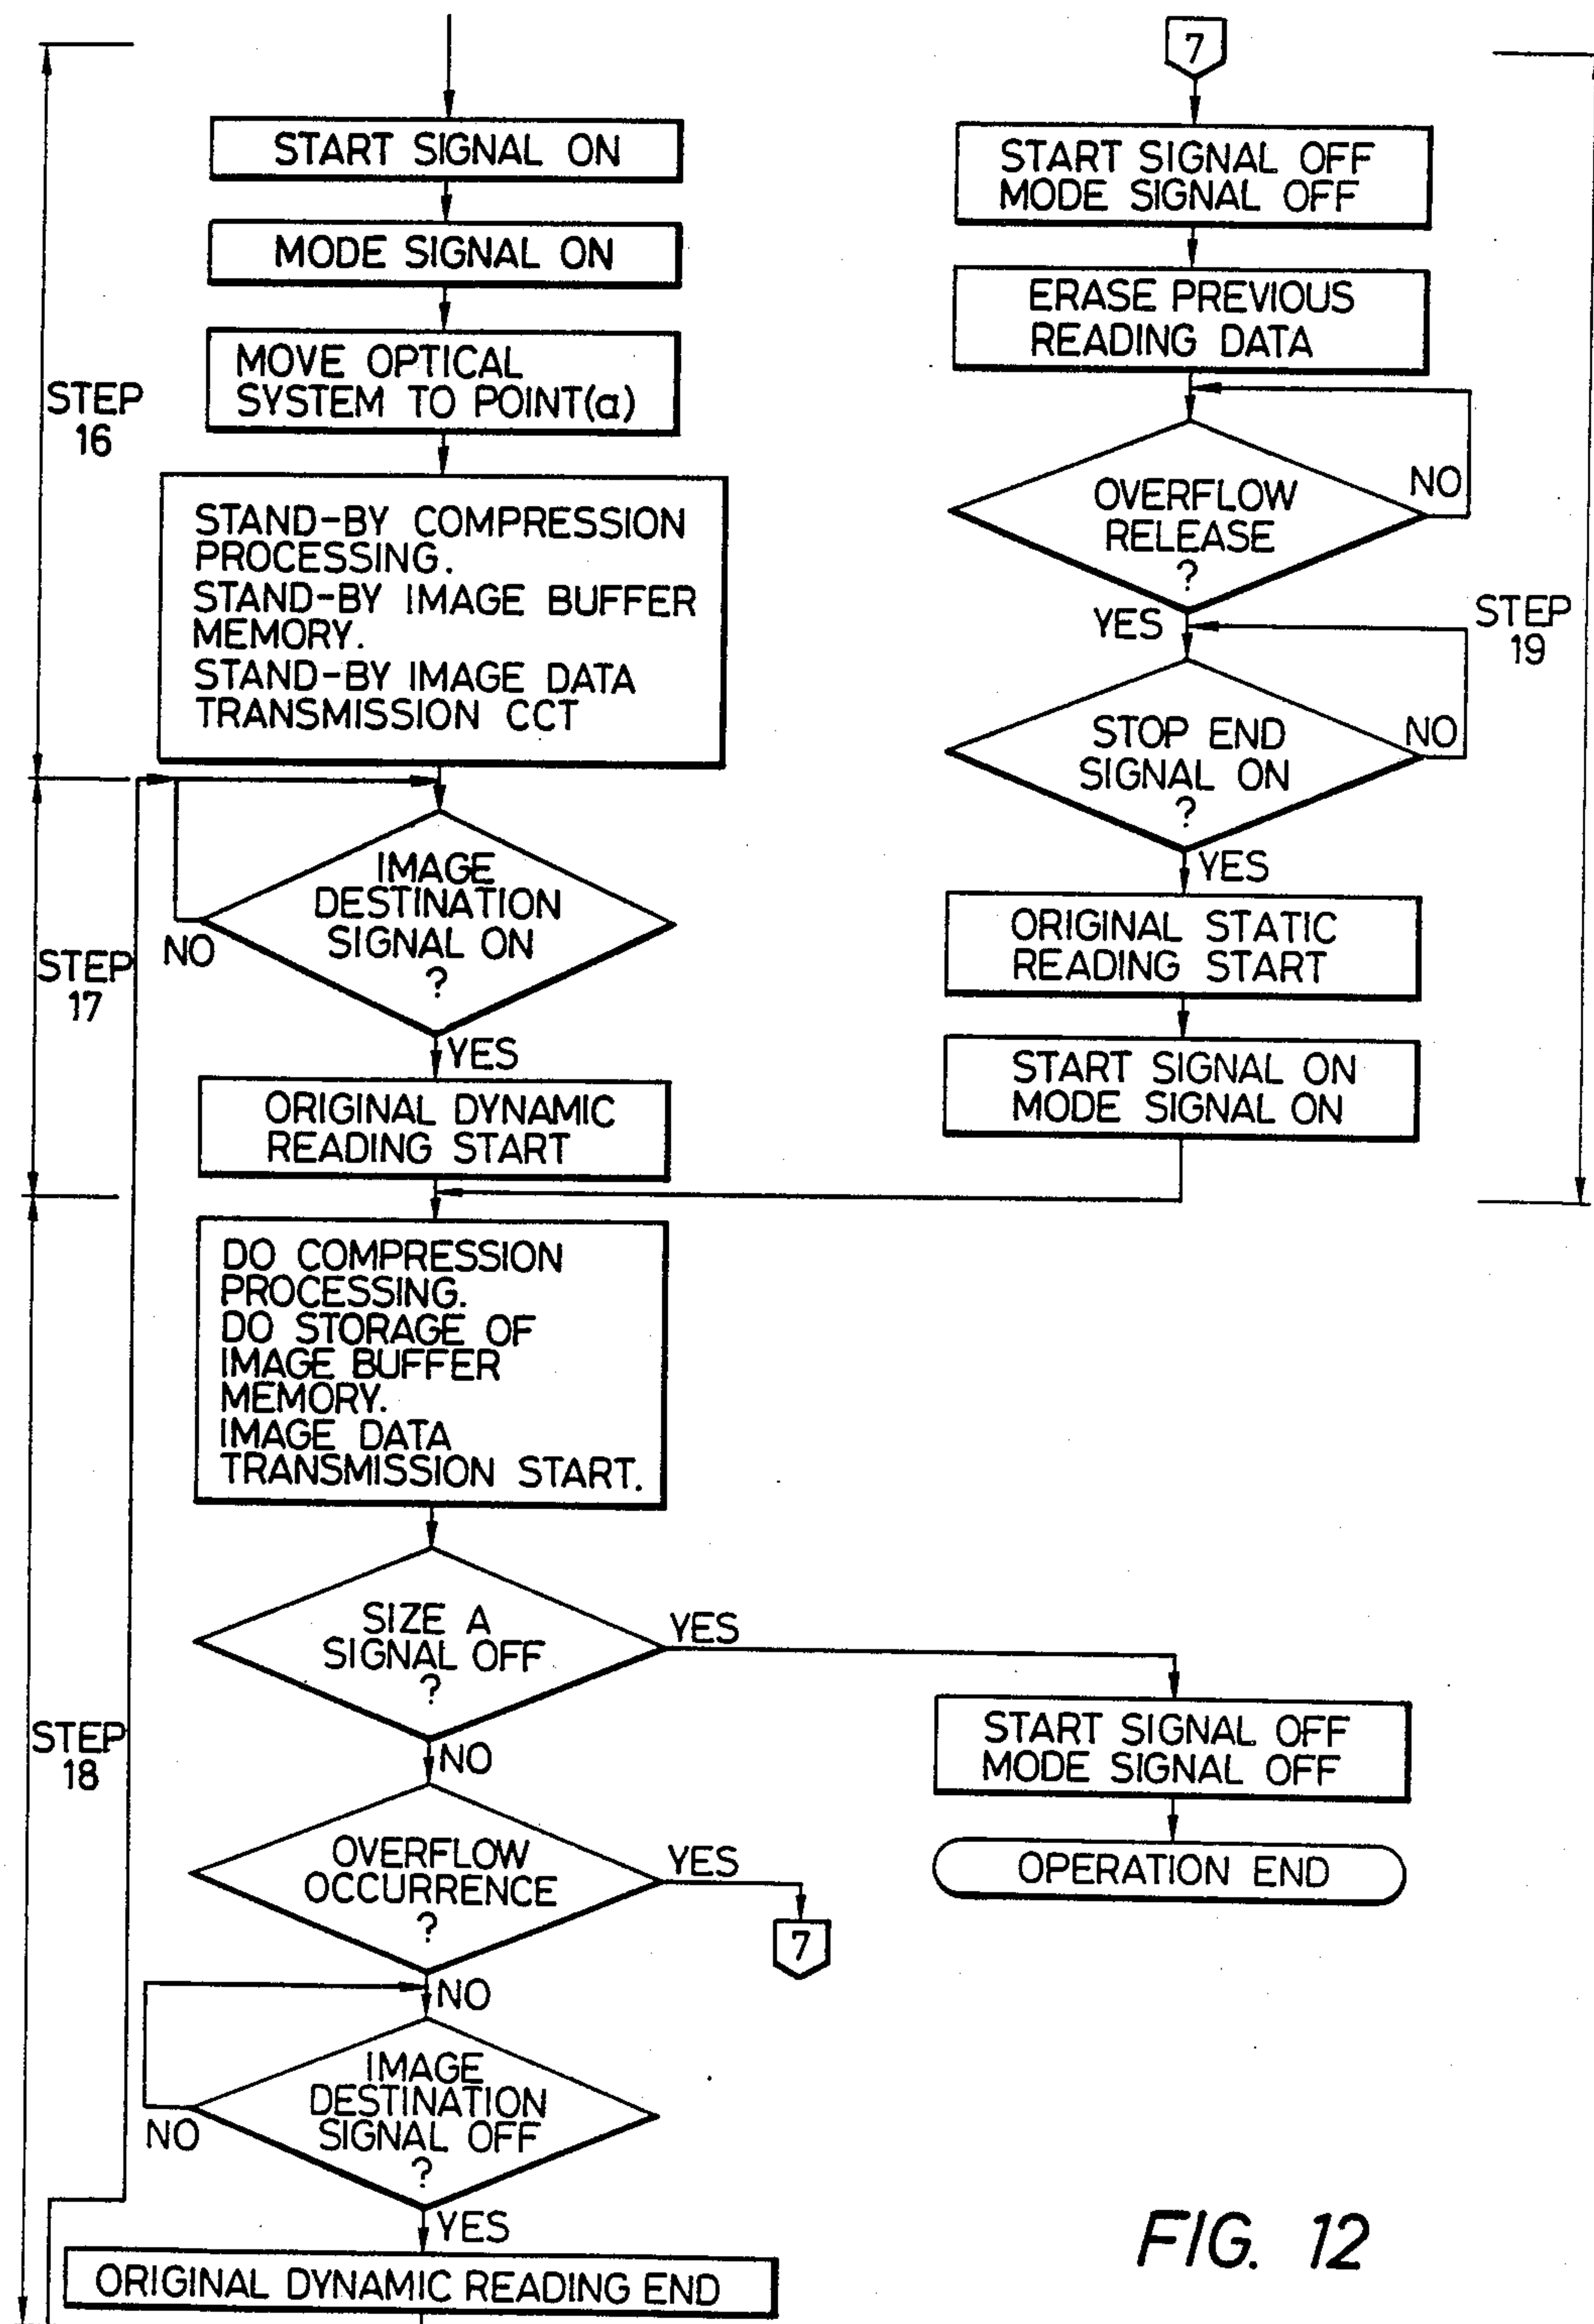 START SIGNAL ON
MODE SIGNAL ON
MOVE OPTICAL
SYSTEM TO POINT(a)
STEP
16
STAND-BY COMPRESSION
PROCESSING.
STAND-BY IMAGE BUFFER
MEMORY.
STAND-BY IMAGE DATA
TRANSMISSION CCT
IMAGE
DESTINATION
SIGNAL ON
?
NO
STEP
17
YES
ORIGINAL DYNAMIC
READING START
DO COMPRESSION
PROCESSING.
DO STORAGE OF
IMAGE BUFFER
MEMORY.
IMAGE DATA
TRANSMISSION START.
SIZE A
SIGNAL OFF
?
YES
NO
STEP
18
OVERFLOW
OCCURRENCE
?
YES
7
NO
IMAGE
DESTINATION
SIGNAL OFF
?
NO
YES
ORIGINAL DYNAMIC READING END
7
START SIGNAL OFF
MODE SIGNAL OFF
ERASE PREVIOUS
READING DATA
OVERFLOW
RELEASE
?
NO
YES
STEP
19
STOP END
SIGNAL ON
?
NO
YES
ORIGINAL STATIC
READING START
START SIGNAL ON
MODE SIGNAL ON
START SIGNAL OFF
MODE SIGNAL OFF
OPERATION END
FIG. 12